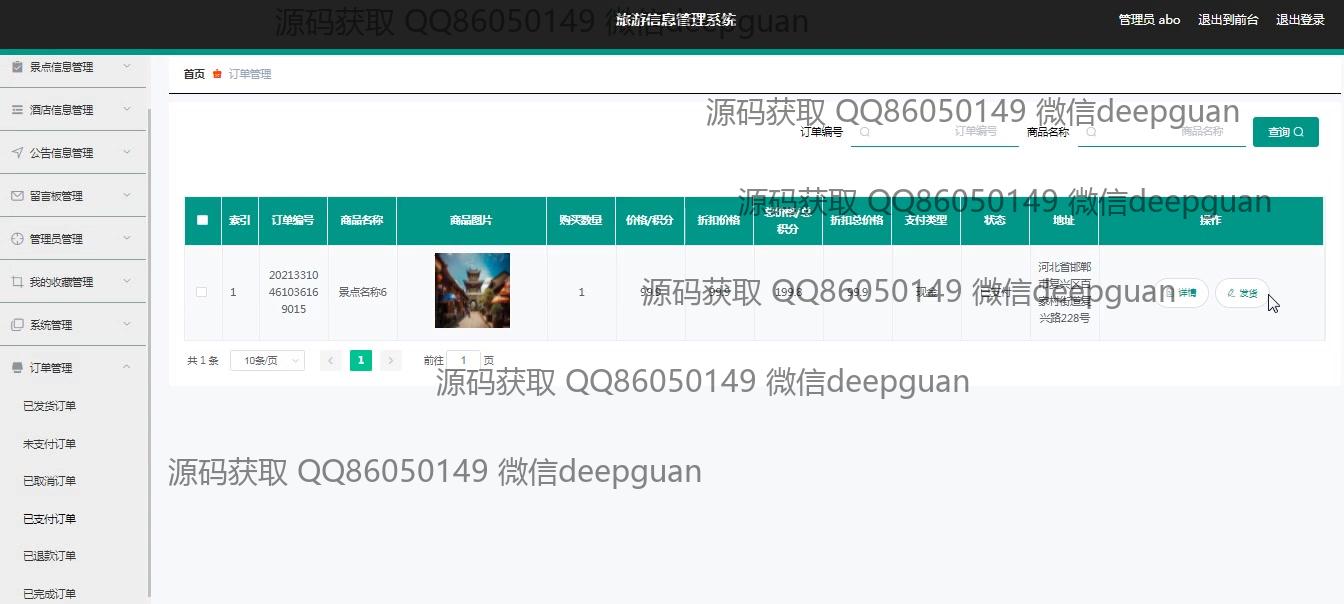 旅游信息管理系统
管理员 abo
退出到前台
退出登录
源码获取 QQ86050149 微信deepguan
景点信息管理
酒店信息管理
公告信息管理
留言板管理
管理员管理
我的收藏管理
系统管理
订单管理
已发货订单
未支付订单
已取消订单
已支付订单
已退款订单
已完成订单
首页 订单管理
源码获取 QQ86050149 微信deepguan
订单编号 订单编号 商品名称 商品名称 查询
源码获取 QQ86050149 微信deepguan
索引 订单编号 商品名称 商品图片 购买数量 价格/积分 折扣价格 总价格/总积分 折扣总价格 支付类型 状态 地址 操作
1
20213310
46103616
9015
景点名称6
1
99.9
99.9
199.8
99.9
现金
已支付
河北省邯郸
市复兴区百
家村街道复
兴路228号
详情
发货
源码获取 QQ86050149 微信deepguan
共 1 条 10条/页 1 前往 1 页
源码获取 QQ86050149 微信deepguan
源码获取 QQ86050149 微信deepguan